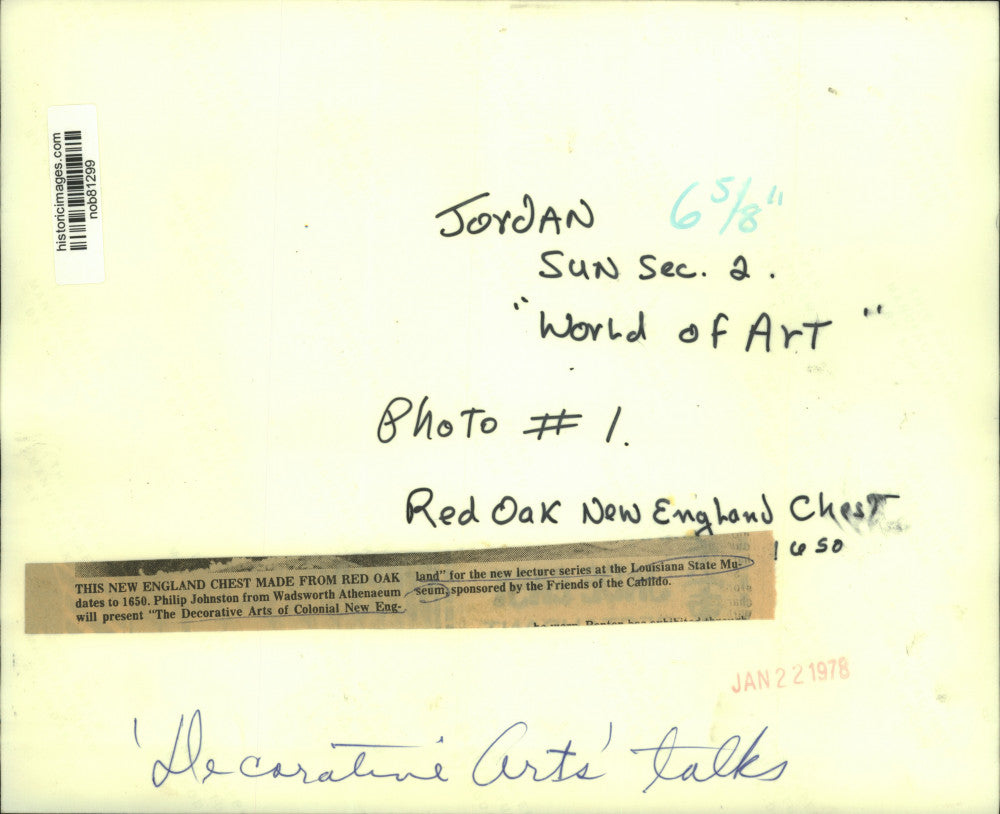 historicimages.com
nob81299
JorDAN 6 5/8"
SUN Sec. 2.
"World of Art"
Photo # 1.
Red Oak New England Chest
1650
THIS NEW ENGLAND CHEST MADE FROM RED OAK
dates to 1650. Philip Johnston from Wadsworth Athenaeum
will present "The Decorative Arts of Colonial New Eng-
land" for the new lecture series at the Louisiana State Mu-
seum, sponsored by the Friends of the Cabildo.
JAN 22 1978
'Decorative Arts' talks